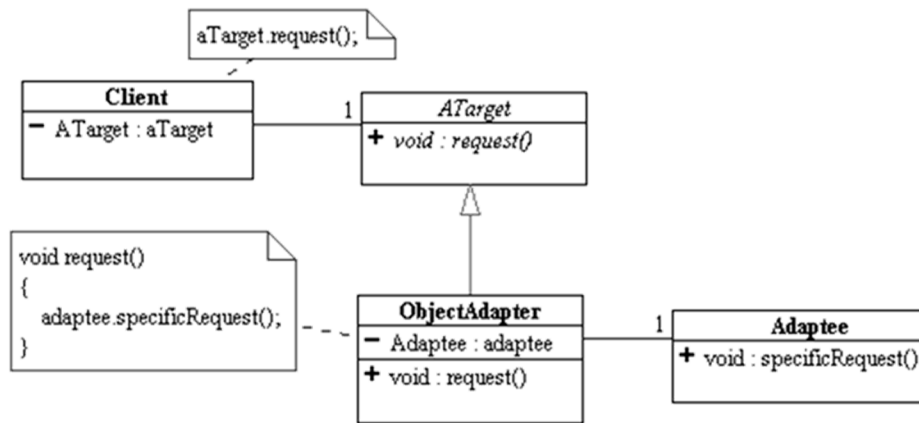 aTarget.request();
Client
- ATarget : aTarget
1
ATarget
+ void : request()
void request()
{
adaptee.specificRequest();
}
ObjectAdapter
- Adaptee : adaptee
+ void : request()
1
Adaptee
+ void : specificRequest()